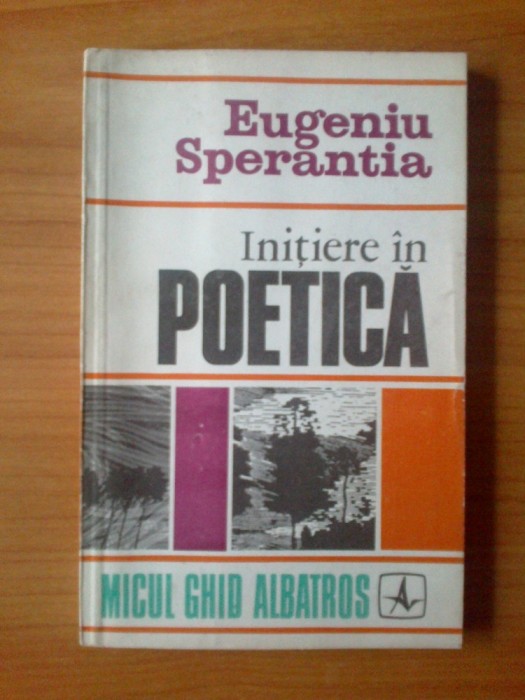 Eugeniu
Sperantia
Inițiere în
POETICĂ
MICUL GHID ALBATROS